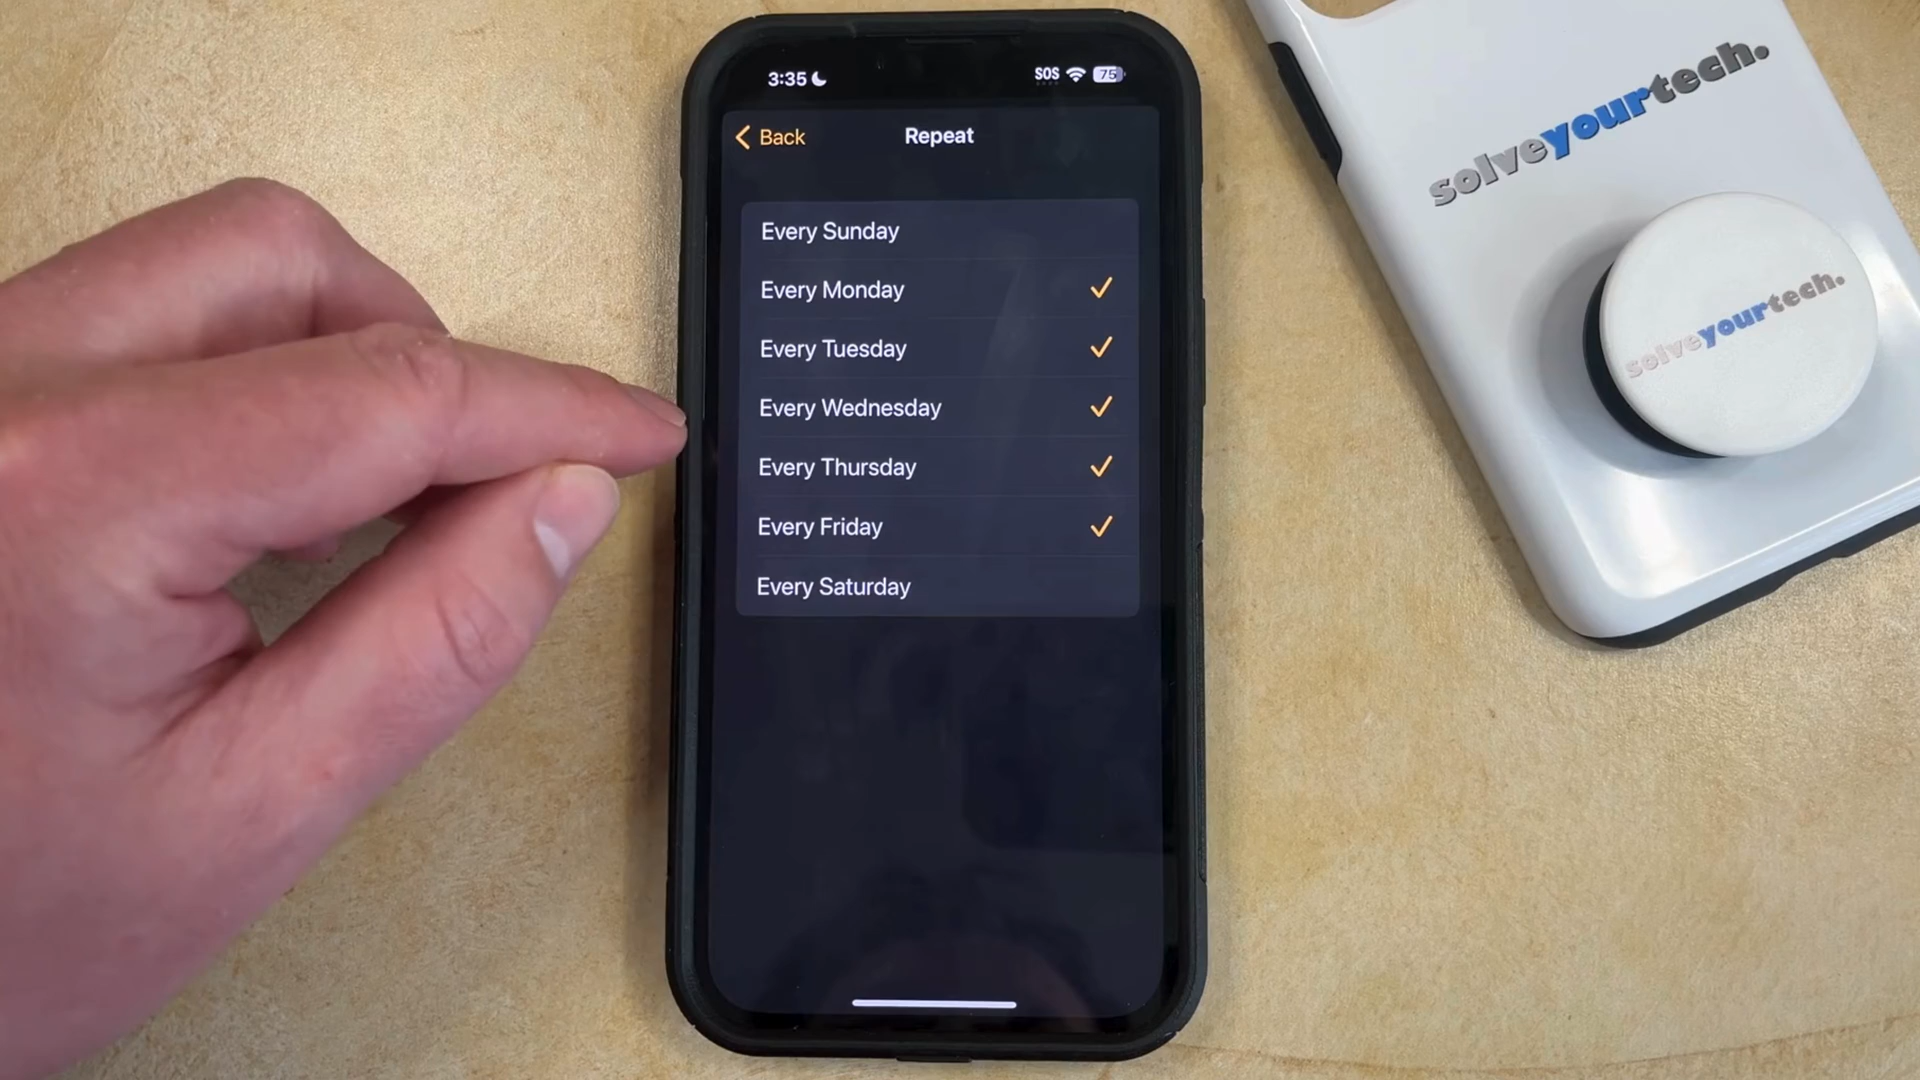 3:35
SOS
75
Back
Repeat
Every Sunday
Every Monday
Every Tuesday
Every Wednesday
Every Thursday
Every Friday
Every Saturday
solveyourtech.
solveyourtech.